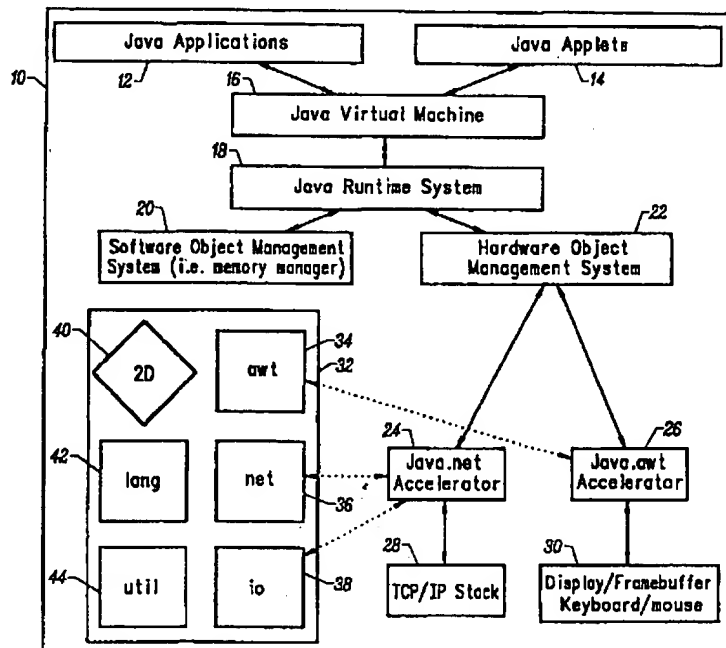 Java Applications
Java Applets
10
12
14
16
Java Virtual Machine
18
Java Runtime System
20
22
Software Object Management
System (i.e. memory manager)
Hardware Object
Management System
40
2D
34
32
awt
24
26
42
lang
net
36
Java.net
Accelerator
Java.awt
Accelerator
44
util
io
38
28
TCP/IP Stack
30
Display/Framebuffer
Keyboard/mouse